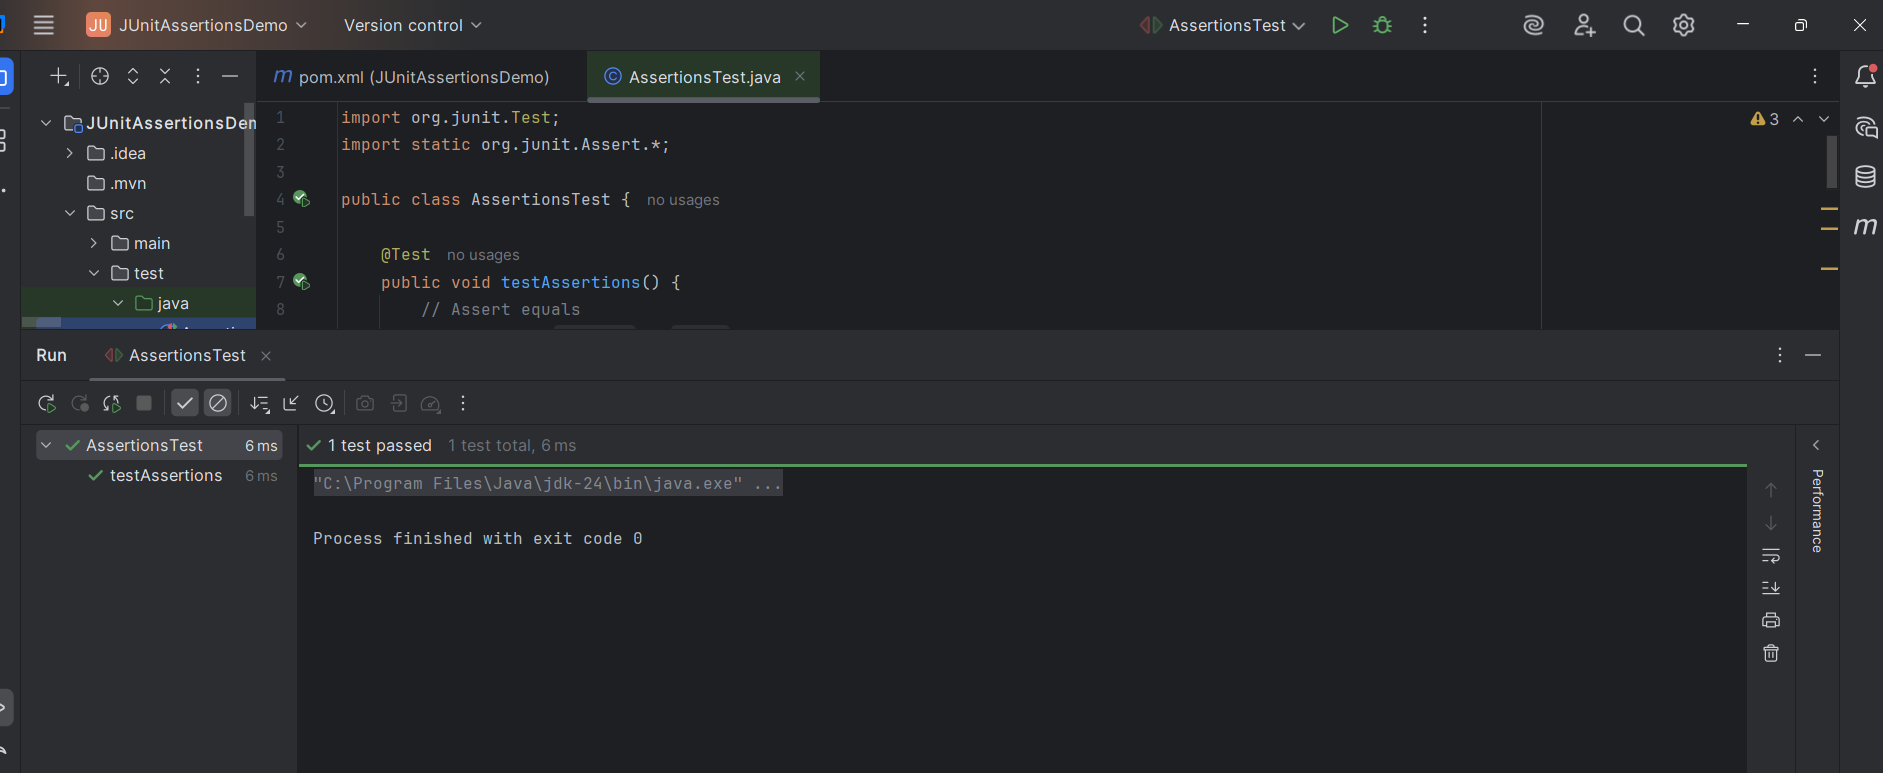 JU JUnitAssertionsDemo Version control AssertionsTest
pom.xml (JUnitAssertionsDemo) AssertionsTest.java
JUnitAssertionsDem
.idea
.mvn
src
main
test
java
1 import org.junit.Test;
2 import static org.junit.Assert.*;
3
4 public class AssertionsTest { no usages
5
6 @Test no usages
7 public void testAssertions() {
8 // Assert equals
3
Run AssertionsTest
AssertionsTest 6 ms
testAssertions 6 ms
1 test passed 1 test total, 6 ms
"C:\Program Files\Java\jdk-24\bin\java.exe" ...
Process finished with exit code 0
Performance